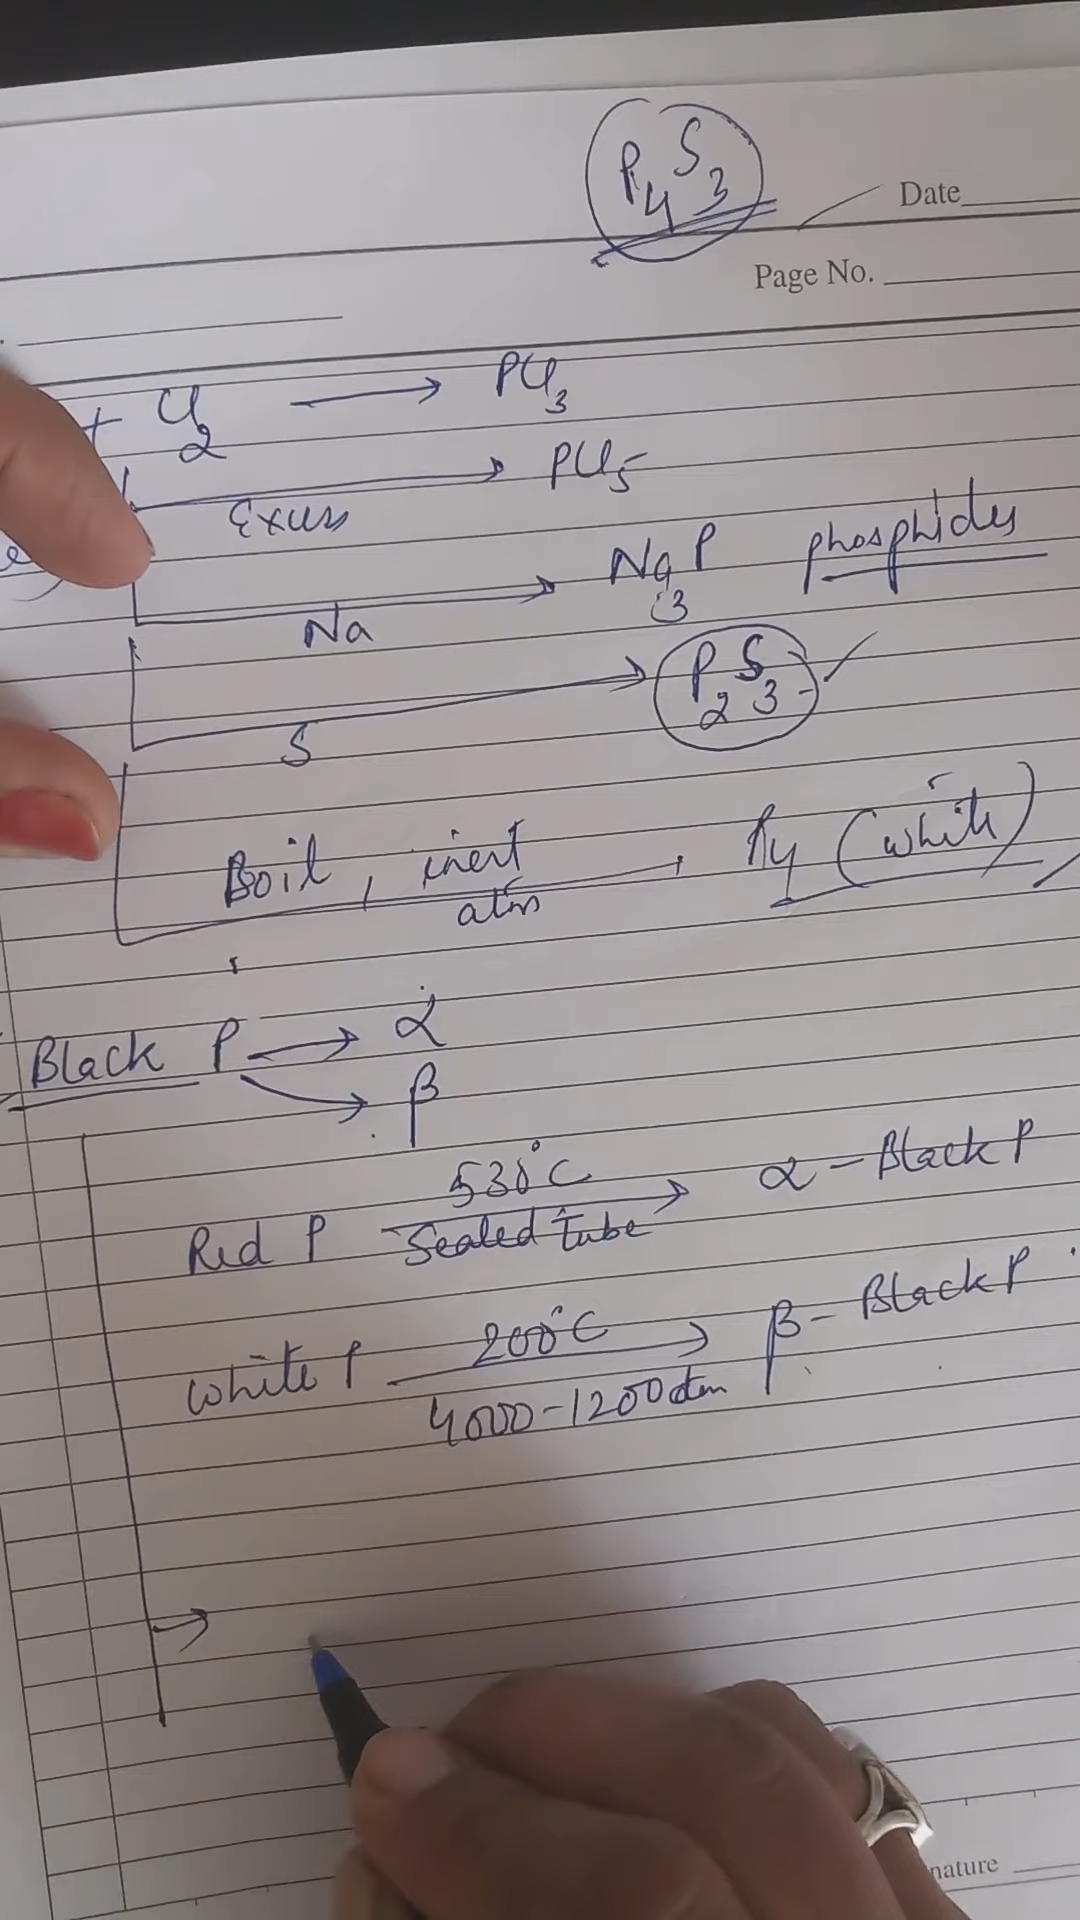 P4S3
Date
Page No.
+ Cl2 → PCl3
Excess → PCl5
Na → Na3P phosphides
S → P2S3
Boil, inert atm → P4 (white)
Black P → α
→ β
Red P 530°C Sealed tube → α - Black P
White P 200°C 4000-1200 atm → β - Black P
→
nature